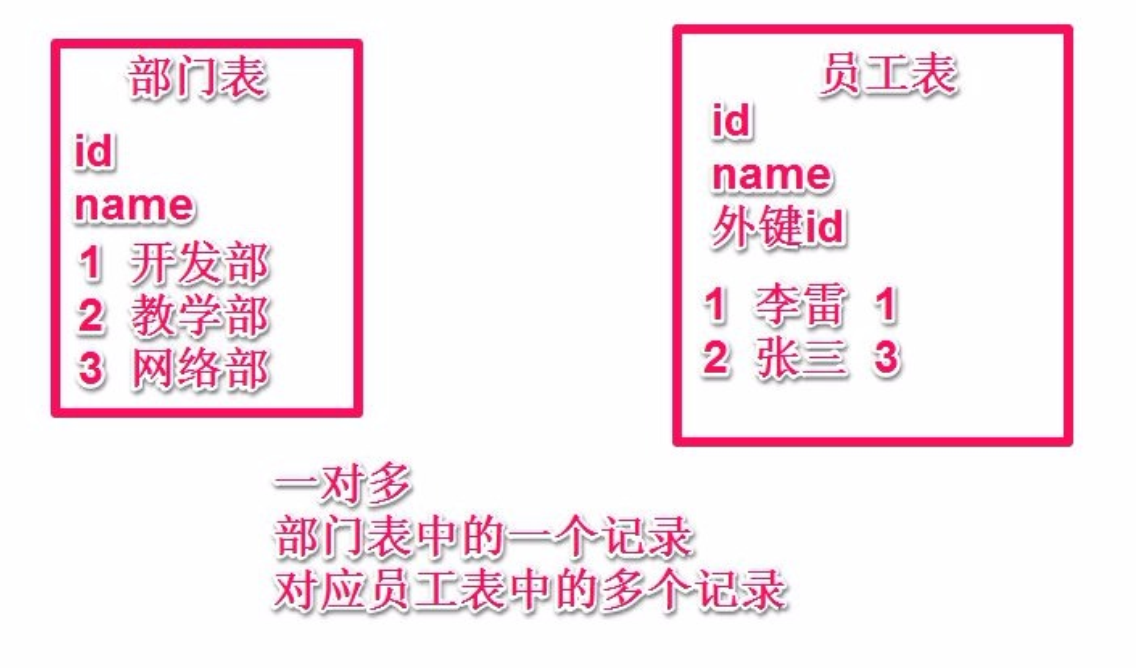 部门表
id
name
1 开发部
2 教学部
3 网络部
员工表
id
name
外键id
1 李雷 1
2 张三 3
一对多
部门表中的一个记录
对应员工表中的多个记录